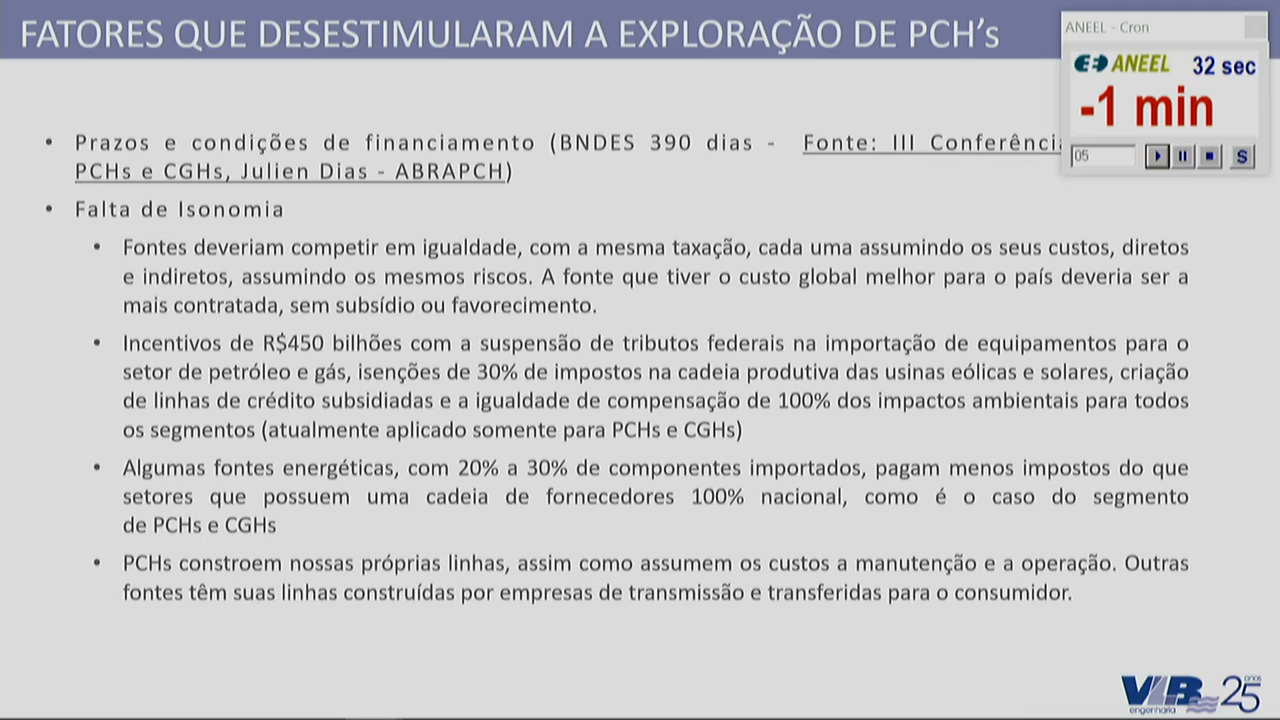 FATORES QUE DESESTIMULARAM A EXPLORAÇÃO DE PCH’s
ANEEL - Cron
ANEEL 32 sec
-1 min
05
S
• Prazos e condições de financiamento (BNDES 390 dias - Fonte: III Conferência
PCHs e CGHs, Julien Dias - ABRAPCH)
• Falta de Isonomia
• Fontes deveriam competir em igualdade, com a mesma taxação, cada uma assumindo os seus custos, diretos
e indiretos, assumindo os mesmos riscos. A fonte que tiver o custo global melhor para o país deveria ser a
mais contratada, sem subsídio ou favorecimento.
• Incentivos de R$450 bilhões com a suspensão de tributos federais na importação de equipamentos para o
setor de petróleo e gás, isenções de 30% de impostos na cadeia produtiva das usinas eólicas e solares, criação
de linhas de crédito subsidiadas e a igualdade de compensação de 100% dos impactos ambientais para todos
os segmentos (atualmente aplicado somente para PCHs e CGHs)
• Algumas fontes energéticas, com 20% a 30% de componentes importados, pagam menos impostos do que
setores que possuem uma cadeia de fornecedores 100% nacional, como é o caso do segmento
de PCHs e CGHs
• PCHs constroem nossas próprias linhas, assim como assumem os custos a manutenção e a operação. Outras
fontes têm suas linhas construídas por empresas de transmissão e transferidas para o consumidor.
VLB engenharia 25 anos